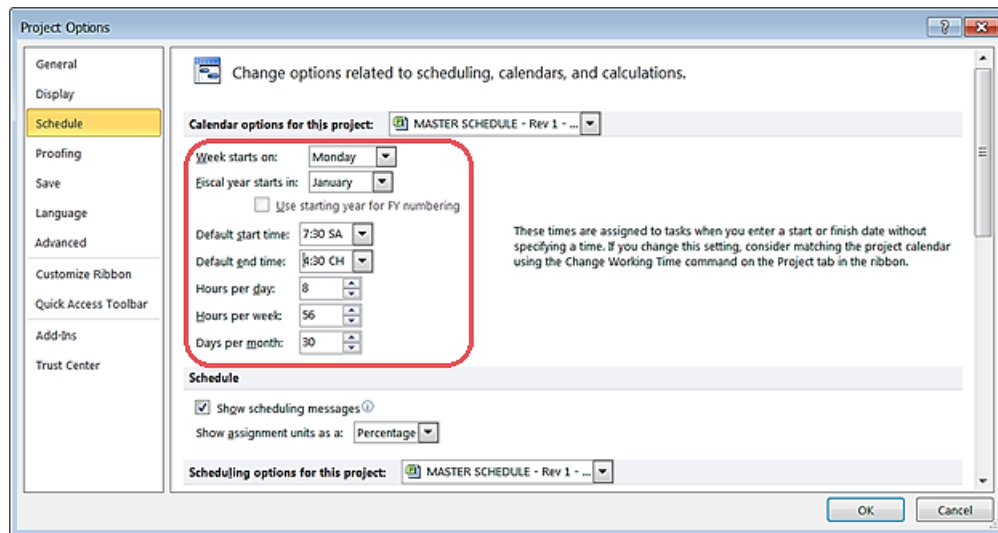 Project Options
General
Display
Schedule
Proofing
Save
Language
Advanced
Customize Ribbon
Quick Access Toolbar
Add-Ins
Trust Center
Change options related to scheduling, calendars, and calculations.
Calendar options for this project: MASTER SCHEDULE - Rev 1 - ...
Week starts on: Monday
Fiscal year starts in: January
Use starting year for FY numbering
Default start time: 7:30 SA
Default end time: 4:30 CH
Hours per day: 8
Hours per week: 56
Days per month: 30
These times are assigned to tasks when you enter a start or finish date without
specifying a time. If you change this setting, consider matching the project calendar
using the Change Working Time command on the Project tab in the ribbon.
Schedule
Show scheduling messages
Show assignment units as a: Percentage
Scheduling options for this project: MASTER SCHEDULE - Rev 1 - ...
OK Cancel